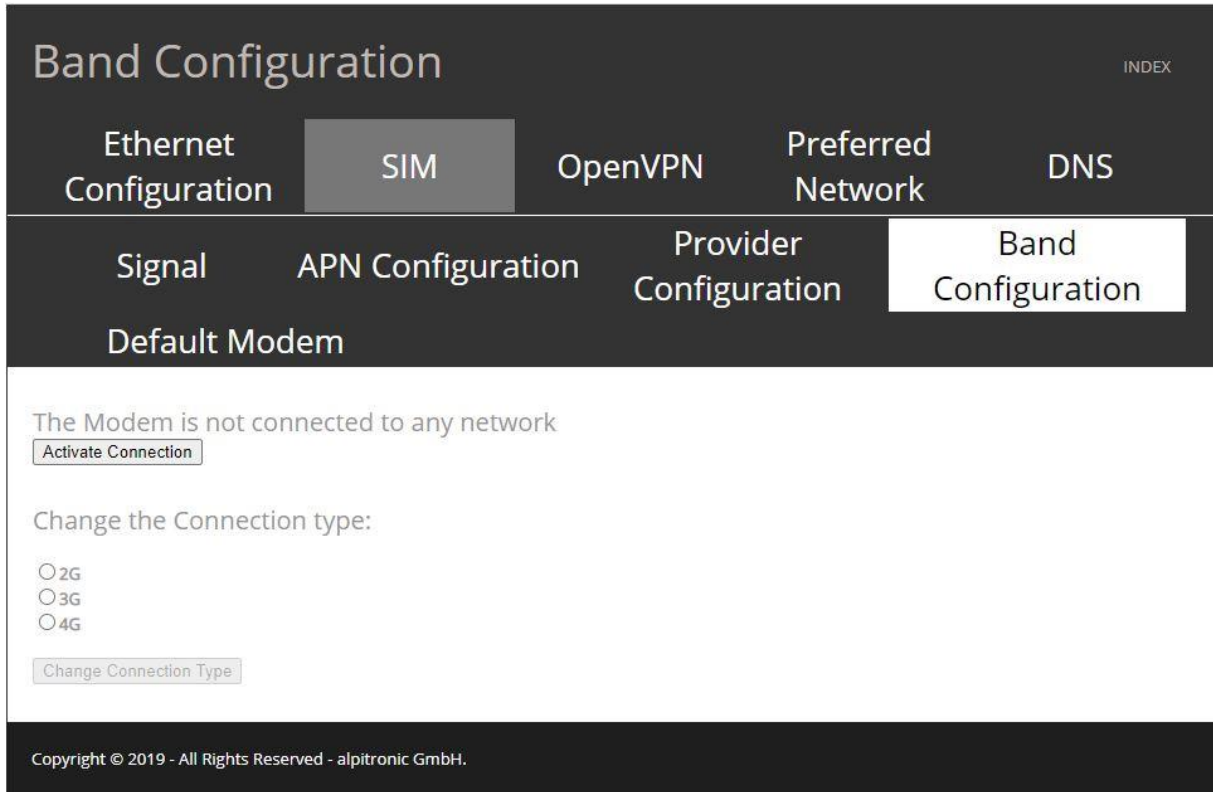 Band Configuration
INDEX
Ethernet
Configuration
SIM
OpenVPN
Preferred
Network
DNS
Signal
APN Configuration
Provider
Configuration
Band
Configuration
Default Modem
The Modem is not connected to any network
Activate Connection
Change the Connection type:
2G
3G
4G
Change Connection Type
Copyright © 2019 - All Rights Reserved - alpitronic GmbH.